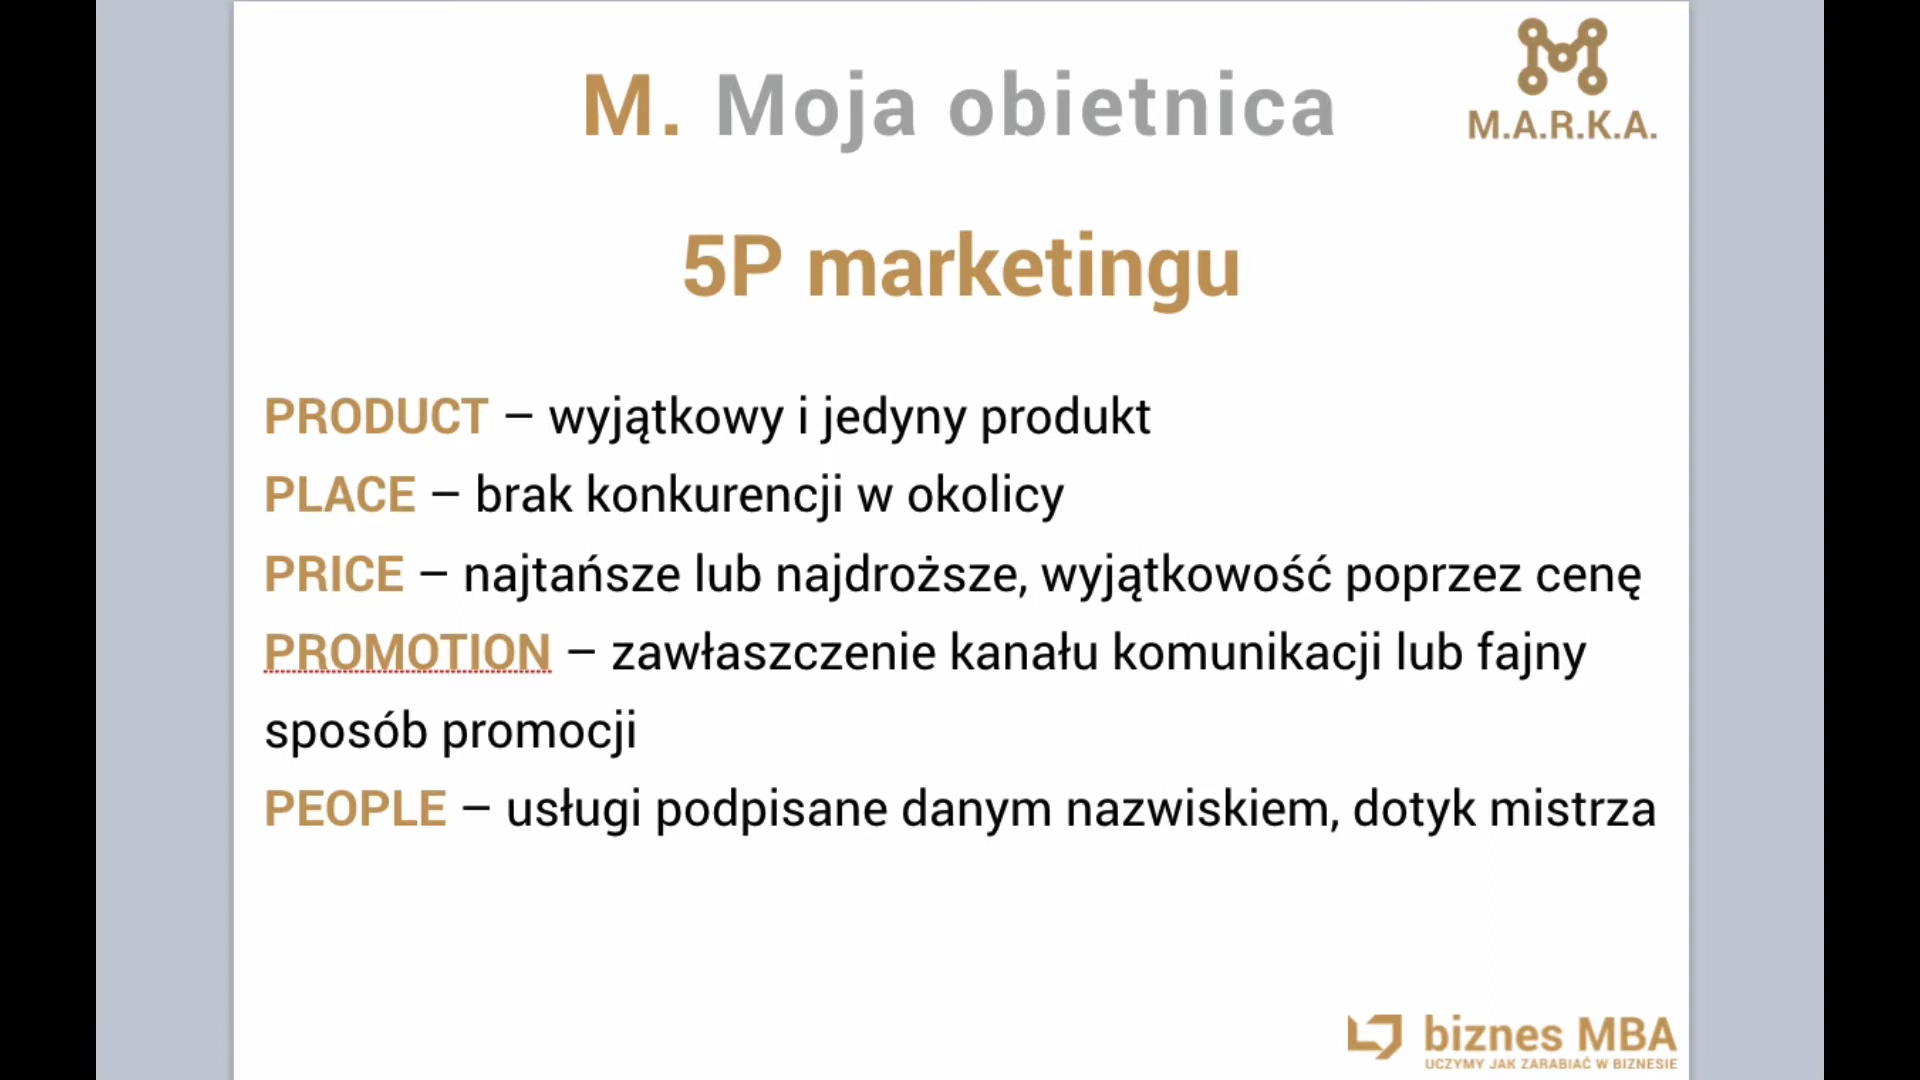 M. Moja obietnica
M.A.R.K.A.
5P marketingu
PRODUCT – wyjątkowy i jedyny produkt
PLACE – brak konkurencji w okolicy
PRICE – najtańsze lub najdroższe, wyjątkowość poprzez cenę
PROMOTION – zawłaszczenie kanału komunikacji lub fajny
sposób promocji
PEOPLE – usługi podpisane danym nazwiskiem, dotyk mistrza
biznes MBA
UCZYMY JAK ZARABIAĆ W BIZNESIE